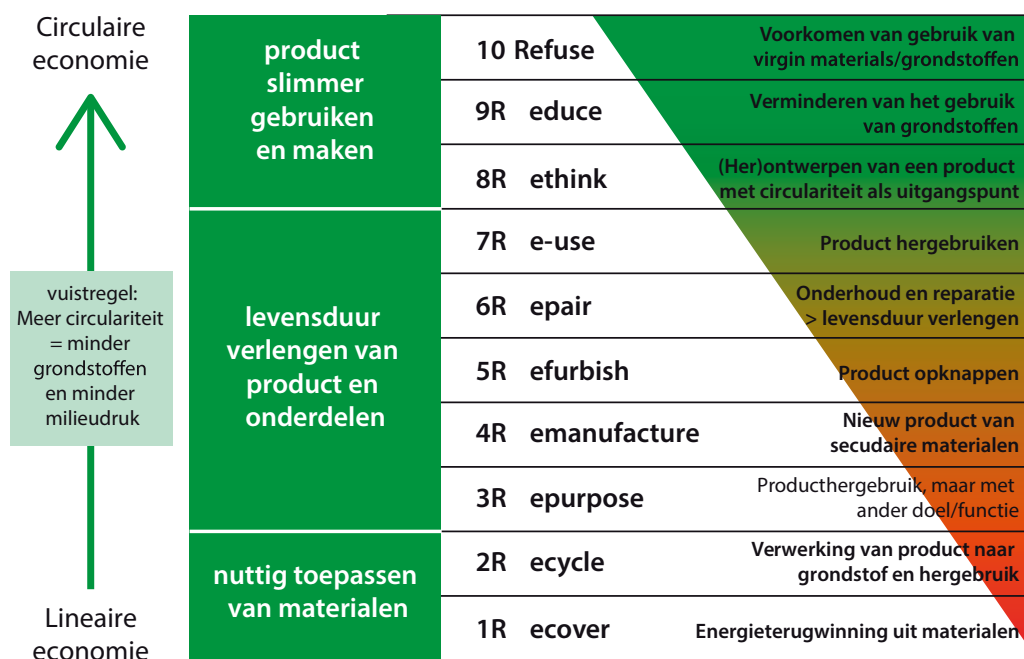 Circulaire
economie
vuistregel:
Meer circulariteit
= minder
grondstoffen
en minder
milieudruk
Lineaire
economie
product
slimmer
gebruiken
en maken
10 Refuse
Voorkomen van gebruik van
virgin materials/grondstoffen
9R educe
Verminderen van het gebruik
van grondstoffen
8R ethink
(Her)ontwerpen van een product
met circulariteit als uitgangspunt
levensduur
verlengen van
product en
onderdelen
7R e-use
Product hergebruiken
6R epair
Onderhoud en reparatie
> levensduur verlengen
5R efurbish
Product opknappen
4R emanufacture
Nieuw product van
secudaire materialen
3R epurpose
Producthergebruik, maar met
ander doel/functie
nuttig toepassen
van materialen
2R ecycle
Verwerking van product naar
grondstof en hergebruik
1R ecover
Energieterugwinning uit materialen